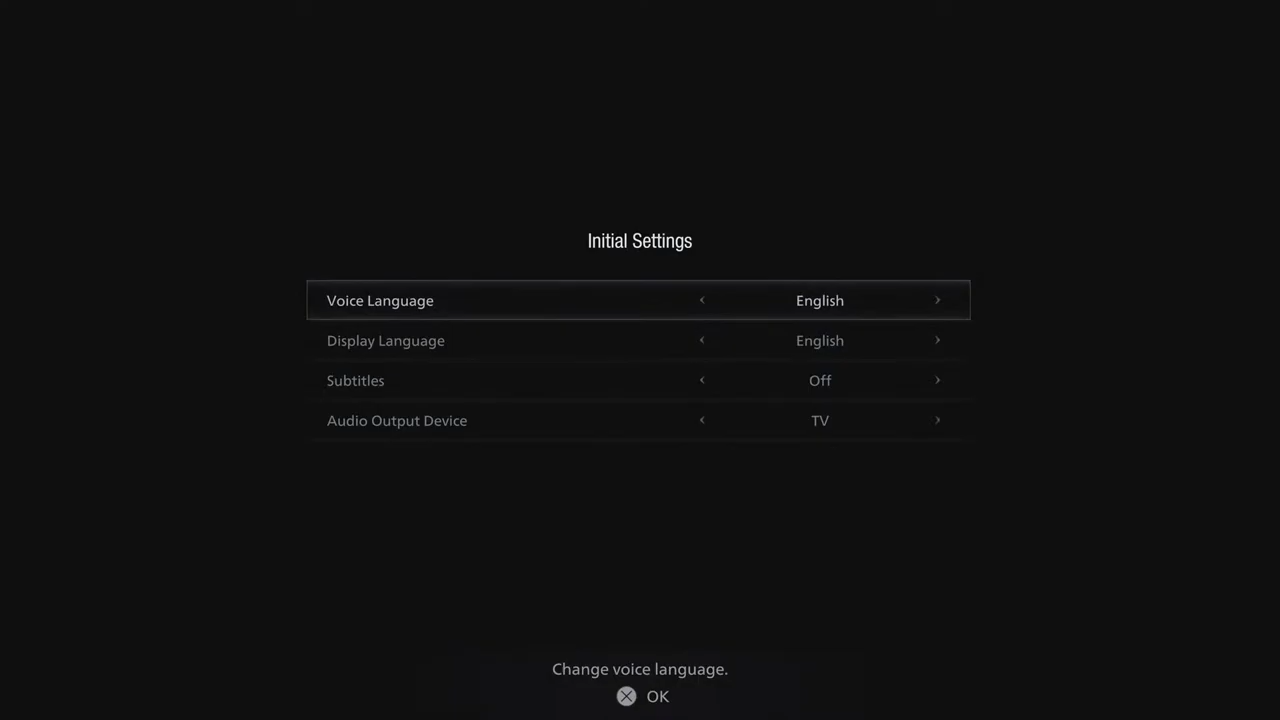 Initial Settings
Voice Language English
Display Language English
Subtitles Off
Audio Output Device TV
Change voice language.
OK